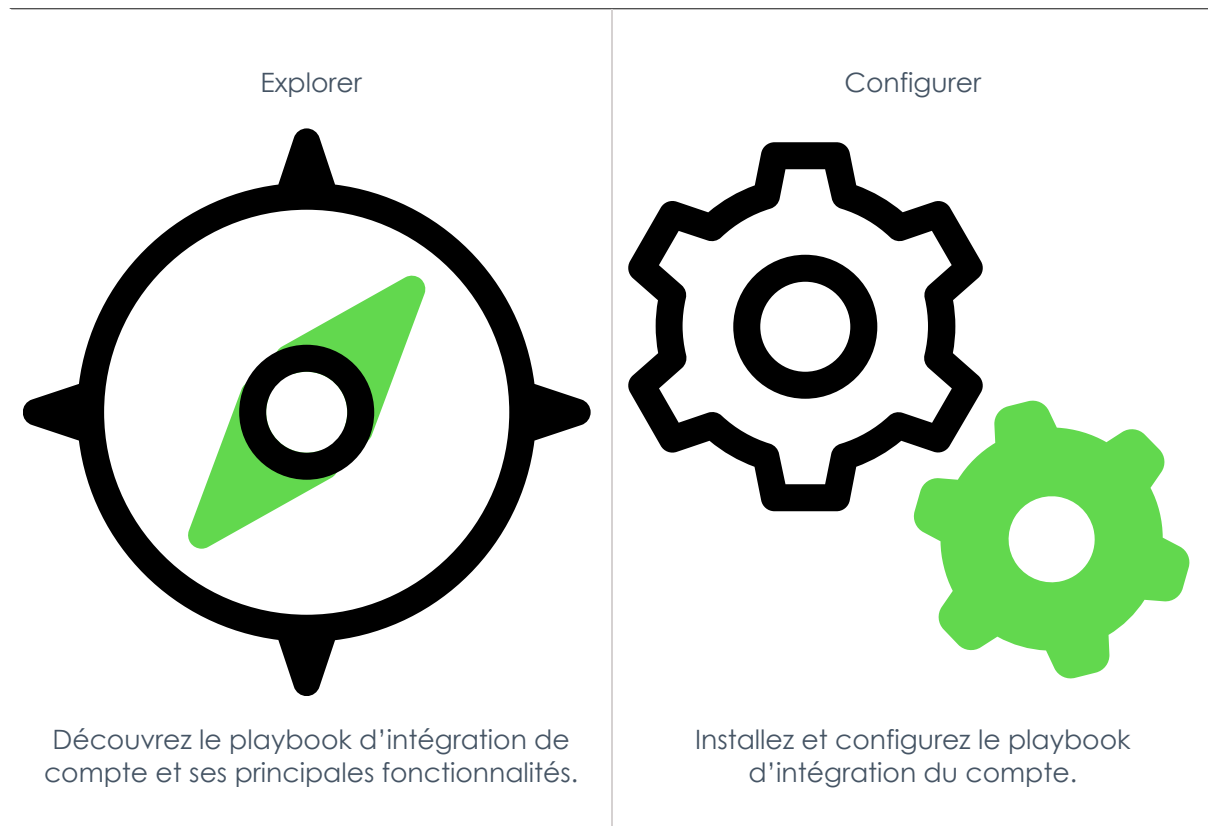 Explorer
Découvrez le playbook d’intégration de
compte et ses principales fonctionnalités.
Configurer
Installez et configurez le playbook
d’intégration du compte.